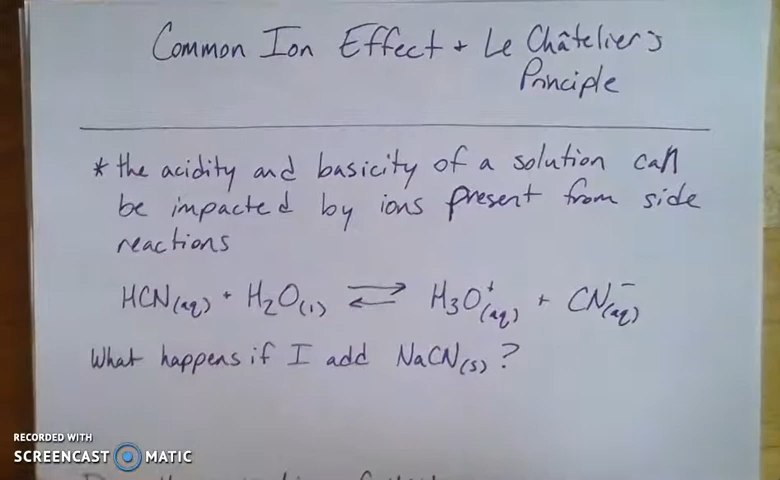 Common Ion Effect + Le Châtelier's
Principle
* the acidity and basicity of a solution can
be impacted by ions present from side
reactions
HCN(aq) + H₂O(l) ⇌ H₃O⁺(aq) + CN⁻(aq)
What happens if I add NaCN(s)?
RECORDED WITH
SCREENCAST MATIC